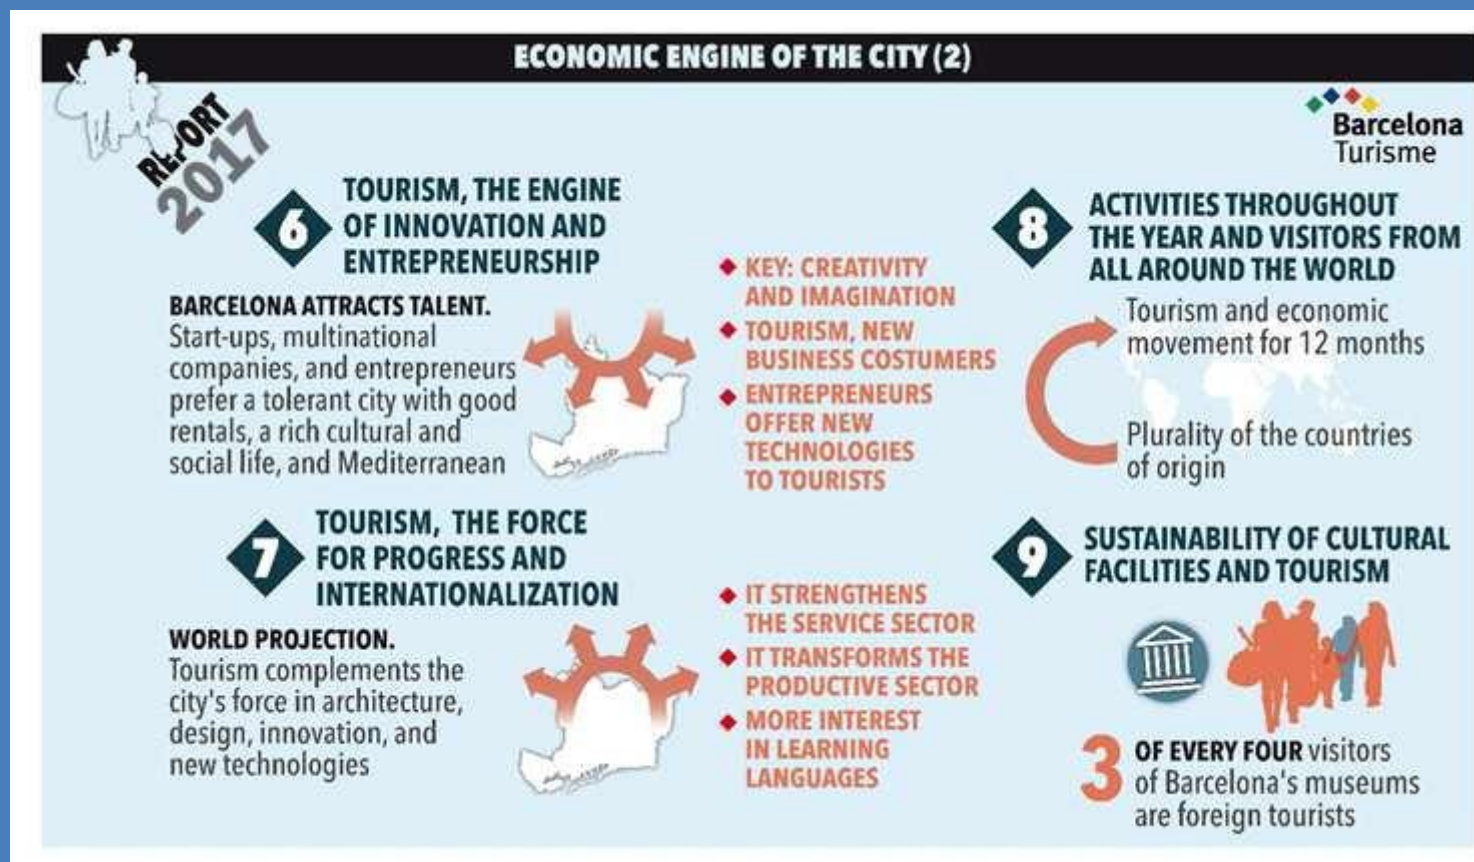 ECONOMIC ENGINE OF THE CITY (2)
REPORT
2017
Barcelona
Turisme
6
TOURISM, THE ENGINE
OF INNOVATION AND
ENTREPRENEURSHIP
BARCELONA ATTRACTS TALENT.
Start-ups, multinational
companies, and entrepreneurs
prefer a tolerant city with good
rentals, a rich cultural and
social life, and Mediterranean
KEY: CREATIVITY
AND IMAGINATION
TOURISM, NEW
BUSINESS COSTUMERS
ENTREPRENEURS
OFFER NEW
TECHNOLOGIES
TO TOURISTS
7
TOURISM, THE FORCE
FOR PROGRESS AND
INTERNATIONALIZATION
WORLD PROJECTION.
Tourism complements the
city's force in architecture,
design, innovation, and
new technologies
IT STRENGTHENS
THE SERVICE SECTOR
IT TRANSFORMS THE
PRODUCTIVE SECTOR
MORE INTEREST
IN LEARNING
LANGUAGES
8
ACTIVITIES THROUGHOUT
THE YEAR AND VISITORS FROM
ALL AROUND THE WORLD
Tourism and economic
movement for 12 months
Plurality of the countries
of origin
9
SUSTAINABILITY OF CULTURAL
FACILITIES AND TOURISM
3 OF EVERY FOUR visitors
of Barcelona's museums
are foreign tourists